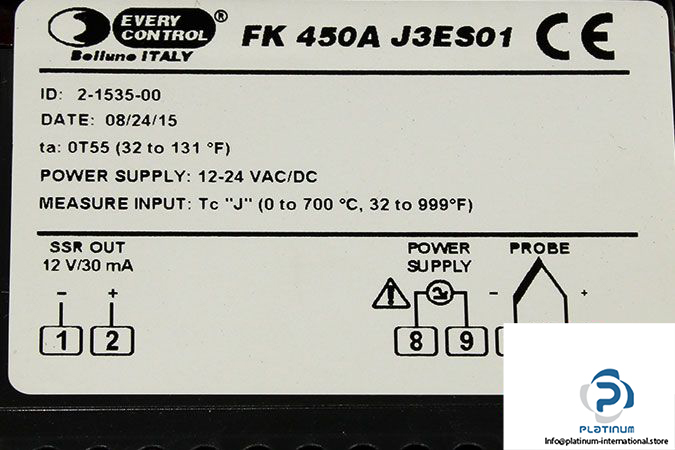 EVERY CONTROL ®
Belluno ITALY
FK 450A J3ES01 CE
ID: 2-1535-00
DATE: 08/24/15
ta: 0T55 (32 to 131 °F)
POWER SUPPLY: 12-24 VAC/DC
MEASURE INPUT: Tc "J" (0 to 700 °C, 32 to 999°F)
SSR OUT
12 V/30 mA
- +
1 2
POWER SUPPLY
8 9
PROBE
- +
PLATINUM
Info@platinum-international.store